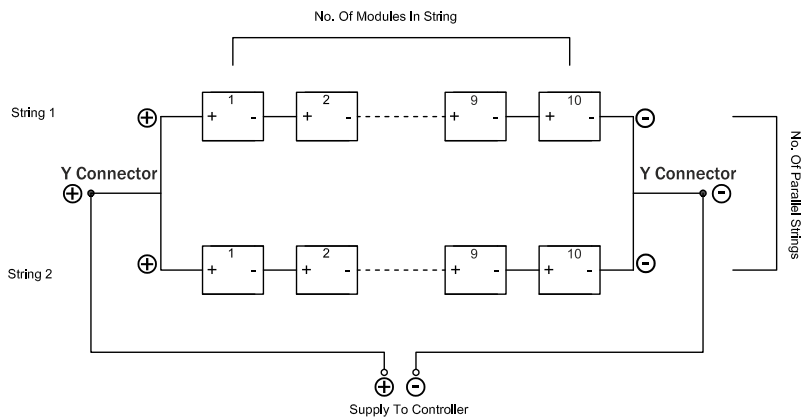 No. Of Modules In String
String 1
+ 1 + - 2 + - 9 + - 10 + - -
Y Connector
+
Y Connector
-
No. Of Parallel Strings
String 2
+ 1 + - 2 + - 9 + - 10 + - -
+ -
Supply To Controller